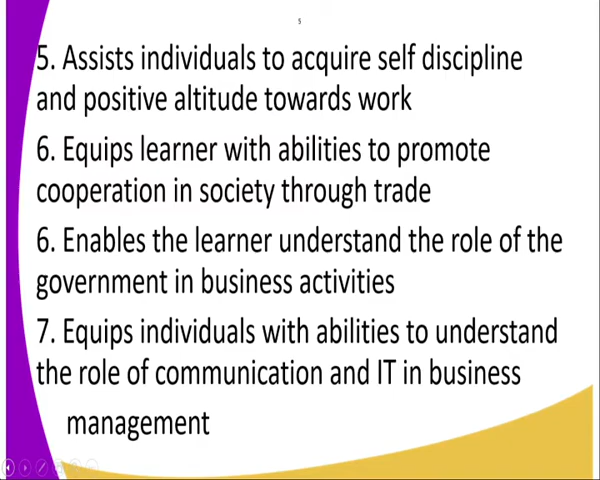 5
5. Assists individuals to acquire self discipline
and positive altitude towards work
6. Equips learner with abilities to promote
cooperation in society through trade
6. Enables the learner understand the role of the
government in business activities
7. Equips individuals with abilities to understand
the role of communication and IT in business
management